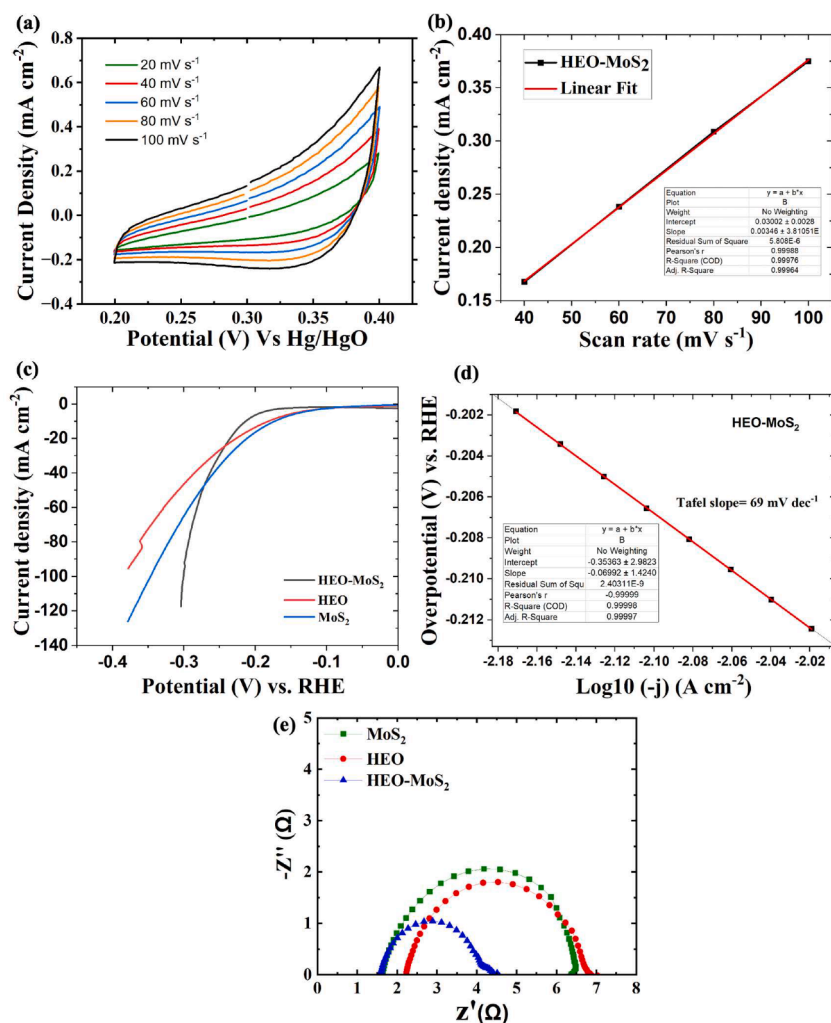 (a)
0.8
0.6
0.4
0.2
0.0
−0.2
−0.4
Current Density (mA cm⁻²)
20 mV s⁻¹
40 mV s⁻¹
60 mV s⁻¹
80 mV s⁻¹
100 mV s⁻¹
0.20 0.25 0.30 0.35 0.40
Potential (V) Vs Hg/HgO
(b)
0.40
0.35
0.30
0.25
0.20
0.15
Current density (mA cm⁻²)
HEO-MoS₂
Linear Fit
Equation y = a + b*x
Plot B
Weight No Weighting
Intercept 0.03002 ± 0.0028
Slope 0.00346 ± 3.81051E
Residual Sum of Square 5.808E-6
Pearson's r 0.99988
R-Square (COD) 0.99976
Adj. R-Square 0.99964
40 50 60 70 80 90 100
Scan rate (mV s⁻¹)
(c)
0
-20
-40
-60
-80
-100
-120
-140
Current density (mA cm⁻²)
HEO-MoS₂
HEO
MoS₂
-0.4 -0.3 -0.2 -0.1 0.0
Potential (V) vs. RHE
(d)
-0.202
-0.204
-0.206
-0.208
-0.210
-0.212
Overpotential (V) vs. RHE
HEO-MoS₂
Tafel slope= 69 mV dec⁻¹
Equation y = a + b*x
Plot B
Weight No Weighting
Intercept -0.35363 ± 2.9823
Slope -0.06992 ± 1.4240
Residual Sum of Squ 2.40311E-9
Pearson's r -0.99999
R-Square (COD) 0.99998
Adj. R-Square 0.99997
-2.18 -2.16 -2.14 -2.12 -2.10 -2.08 -2.06 -2.04 -2.02
Log10 (-j) (A cm⁻²)
(e)
5
4
3
2
1
0
-Z'' (Ω)
MoS₂
HEO
HEO-MoS₂
0 1 2 3 4 5 6 7 8
Z' (Ω)